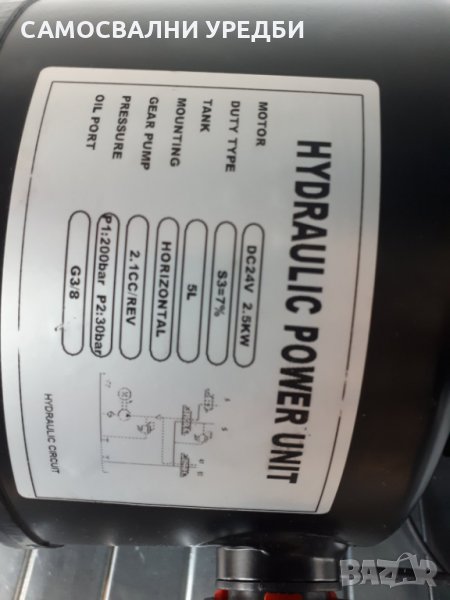 САМОСВАЛНИ УРЕДБИ
HYDRAULIC POWER UNIT
MOTOR DC24V 2.5KW
DUTY TYPE S3=7%
TANK 5L
MOUNTING HORIZONTAL
GEAR PUMP 2.1CC/REV
PRESSURE P1:200bar P2:30bar
OIL PORT G3/8
HYDRAULIC CIRCUIT
BAZAR